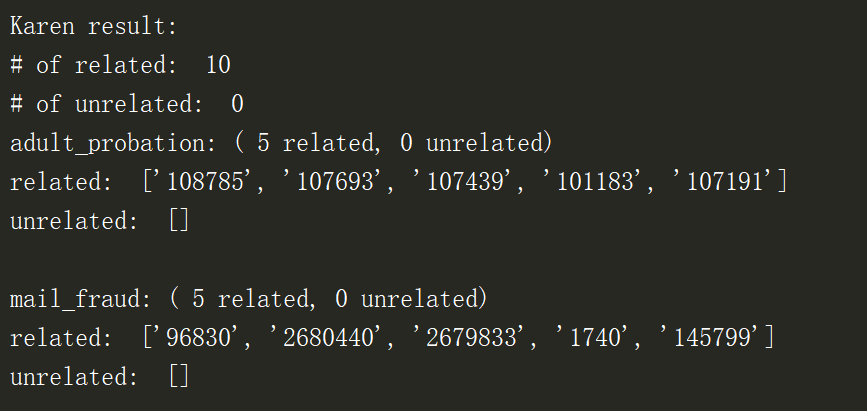 Karen result:
# of related:  10
# of unrelated:  0
adult_probation: ( 5 related, 0 unrelated)
related:  ['108785', '107693', '107439', '101183', '107191']
unrelated:  []
mail_fraud: ( 5 related, 0 unrelated)
related:  ['96830', '2680440', '2679833', '1740', '145799']
unrelated:  []